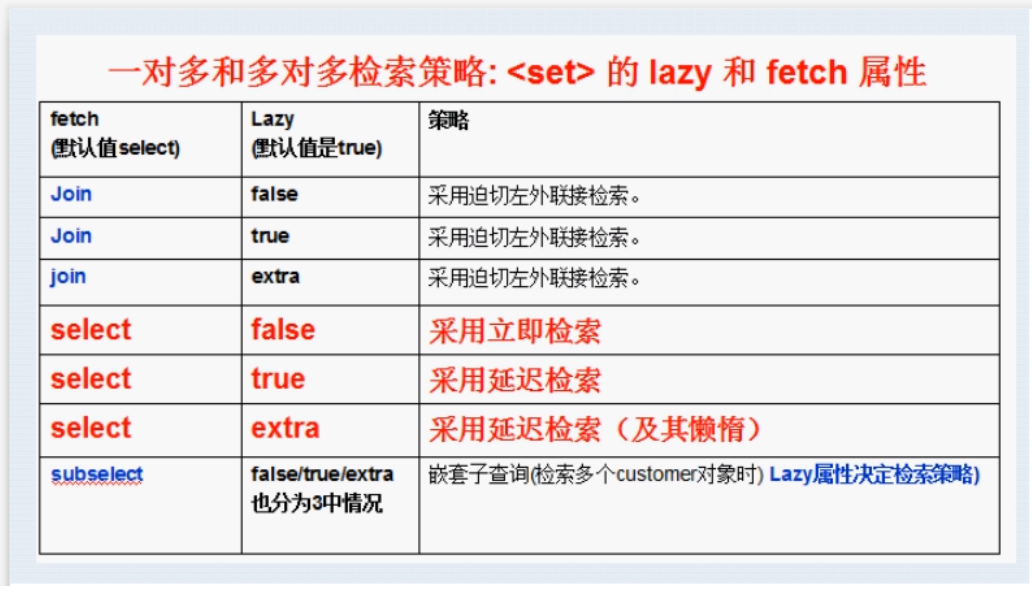 一对多和多对多检索策略: <set> 的 lazy 和 fetch 属性
fetch
(默认值select)
Lazy
(默认值是true)
策略
Join
false
采用迫切左外联接检索。
Join
true
采用迫切左外联接检索。
join
extra
采用迫切左外联接检索。
select
false
采用立即检索
select
true
采用延迟检索
select
extra
采用延迟检索（及其懒惰）
subselect
false/true/extra
也分为3中情况
嵌套子查询(检索多个customer对象时) Lazy属性决定检索策略)